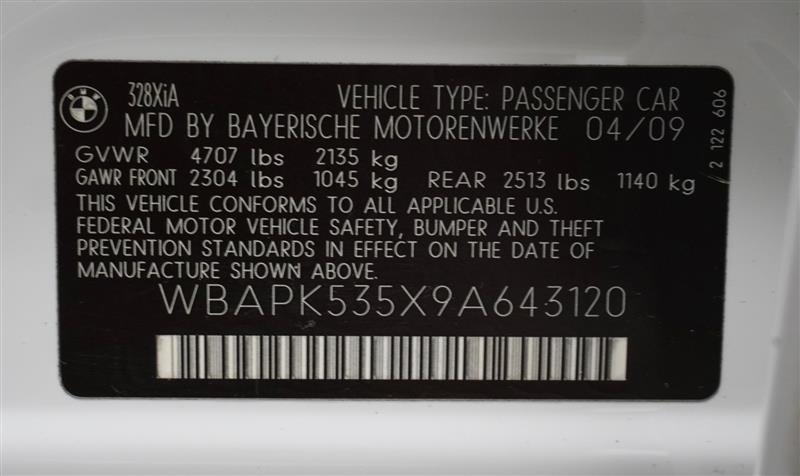 BMW
328XiA VEHICLE TYPE: PASSENGER CAR
MFD BY BAYERISCHE MOTORENWERKE 04/09
GVWR 4707 lbs 2135 kg
GAWR FRONT 2304 lbs 1045 kg REAR 2513 lbs 1140 kg
THIS VEHICLE CONFORMS TO ALL APPLICABLE U.S.
FEDERAL MOTOR VEHICLE SAFETY, BUMPER AND THEFT
PREVENTION STANDARDS IN EFFECT ON THE DATE OF
MANUFACTURE SHOWN ABOVE.
WBAPK535X9A643120
2 122 606